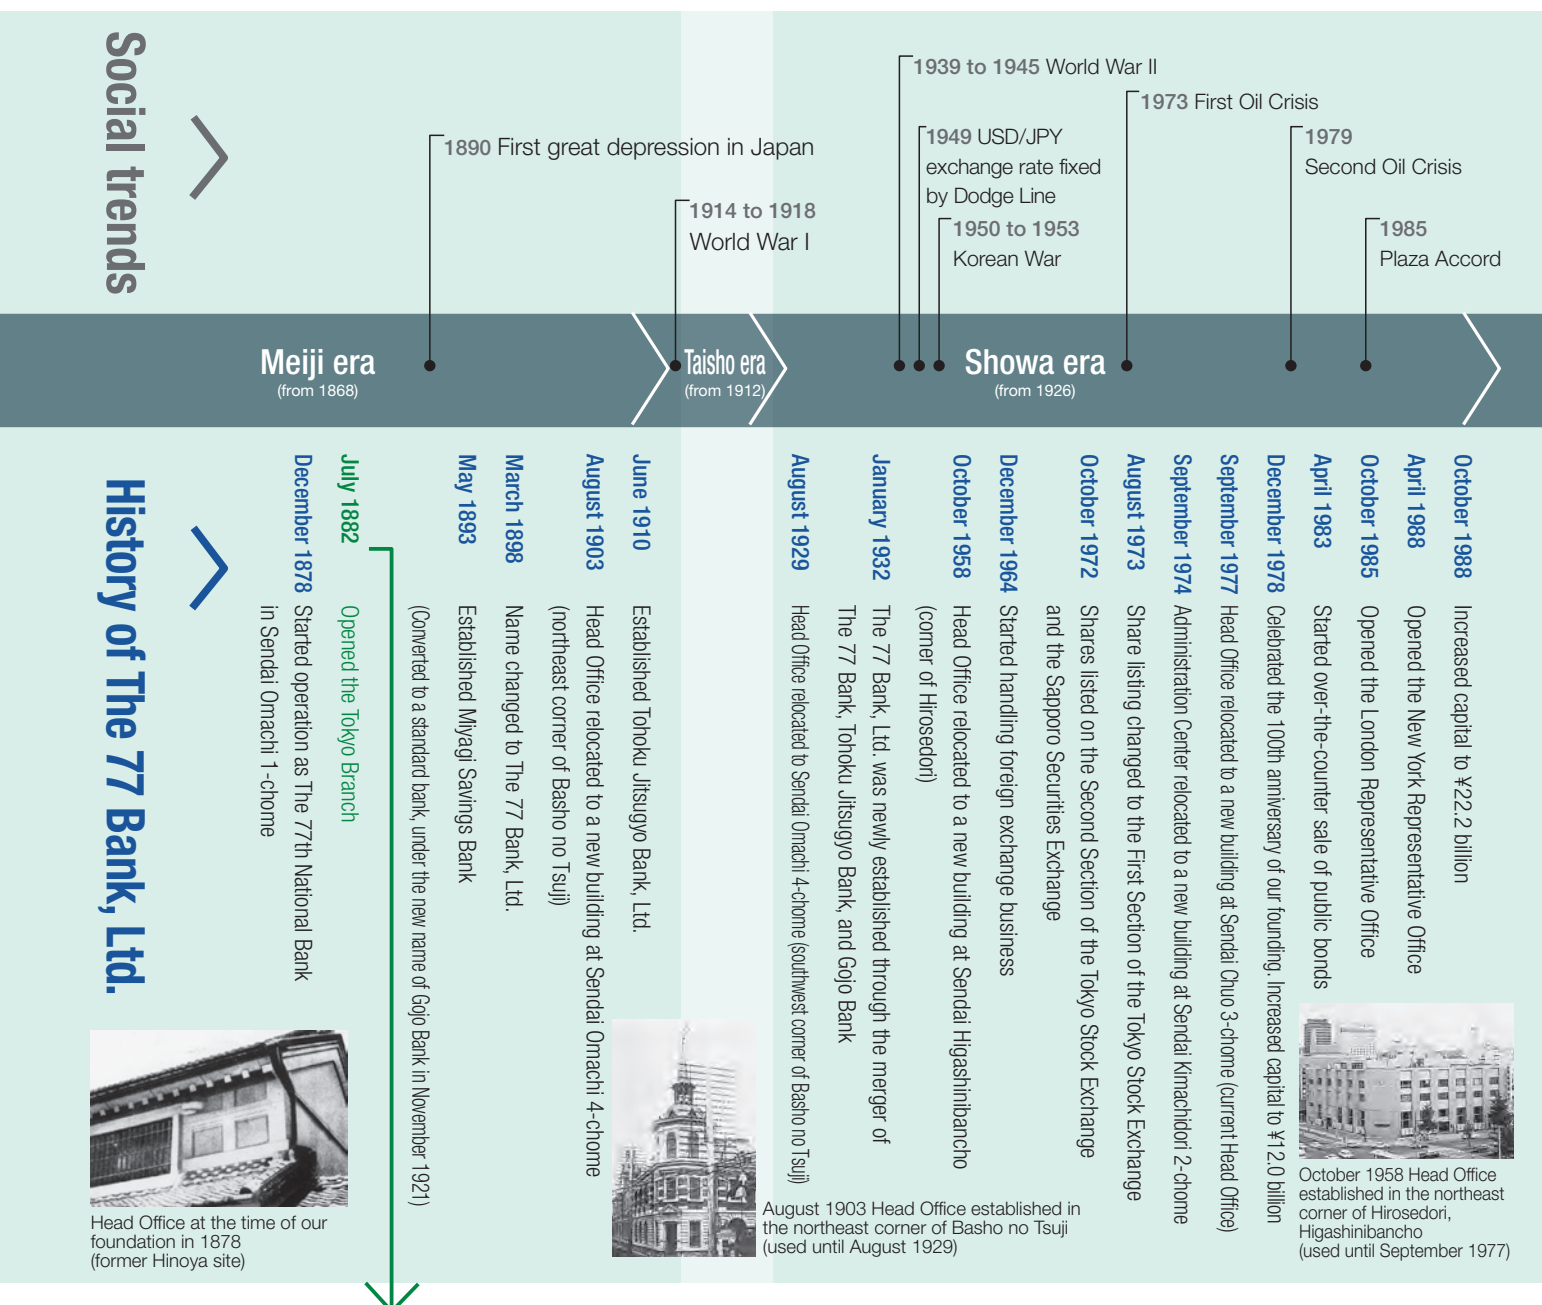 Social trends
1890 First great depression in Japan
1914 to 1918
World War I
1939 to 1945 World War II
1949 USD/JPY
exchange rate fixed
by Dodge Line
1950 to 1953
Korean War
1973 First Oil Crisis
1979
Second Oil Crisis
1985
Plaza Accord
Meiji era
(from 1868)
Taisho era
(from 1912)
Showa era
(from 1926)
History of The 77 Bank, Ltd.
December 1878 Started operation as The 77th National Bank
in Sendai Omachi 1-chome
July 1882 Opened the Tokyo Branch
May 1893 Established Miyagi Savings Bank
(Converted to a standard bank, under the new name of Gojo Bank in November 1921)
March 1898 Name changed to The 77 Bank, Ltd.
August 1903 Head Office relocated to a new building at Sendai Omachi 4-chome
(northeast corner of Basho no Tsuji)
June 1910 Established Tohoku Jitsugyo Bank, Ltd.
August 1929 Head Office relocated to Sendai Omachi 4-chome (southwest corner of Basho no Tsuji)
January 1932 The 77 Bank, Ltd. was newly established through the merger of
The 77 Bank, Tohoku Jitsugyo Bank, and Gojo Bank
October 1958 Head Office relocated to a new building at Sendai Higashinibancho
(corner of Hirosedori)
December 1964 Started handling foreign exchange business
October 1972 Shares listed on the Second Section of the Tokyo Stock Exchange
and the Sapporo Securities Exchange
August 1973 Share listing changed to the First Section of the Tokyo Stock Exchange
September 1974 Administration Center relocated to a new building at Sendai Kimachidori 2-chome
September 1977 Head Office relocated to a new building at Sendai Chuo 3-chome (current Head Office)
December 1978 Celebrated the 100th anniversary of our founding. Increased capital to ¥12.0 billion
April 1983 Started over-the-counter sale of public bonds
October 1985 Opened the London Representative Office
April 1988 Opened the New York Representative Office
October 1988 Increased capital to ¥22.2 billion
Head Office at the time of our
foundation in 1878
(former Hinoya site)
August 1903 Head Office established in
the northeast corner of Basho no Tsuji
(used until August 1929)
October 1958 Head Office
established in the northeast
corner of Hirosedori,
Higashinibancho
(used until September 1977)